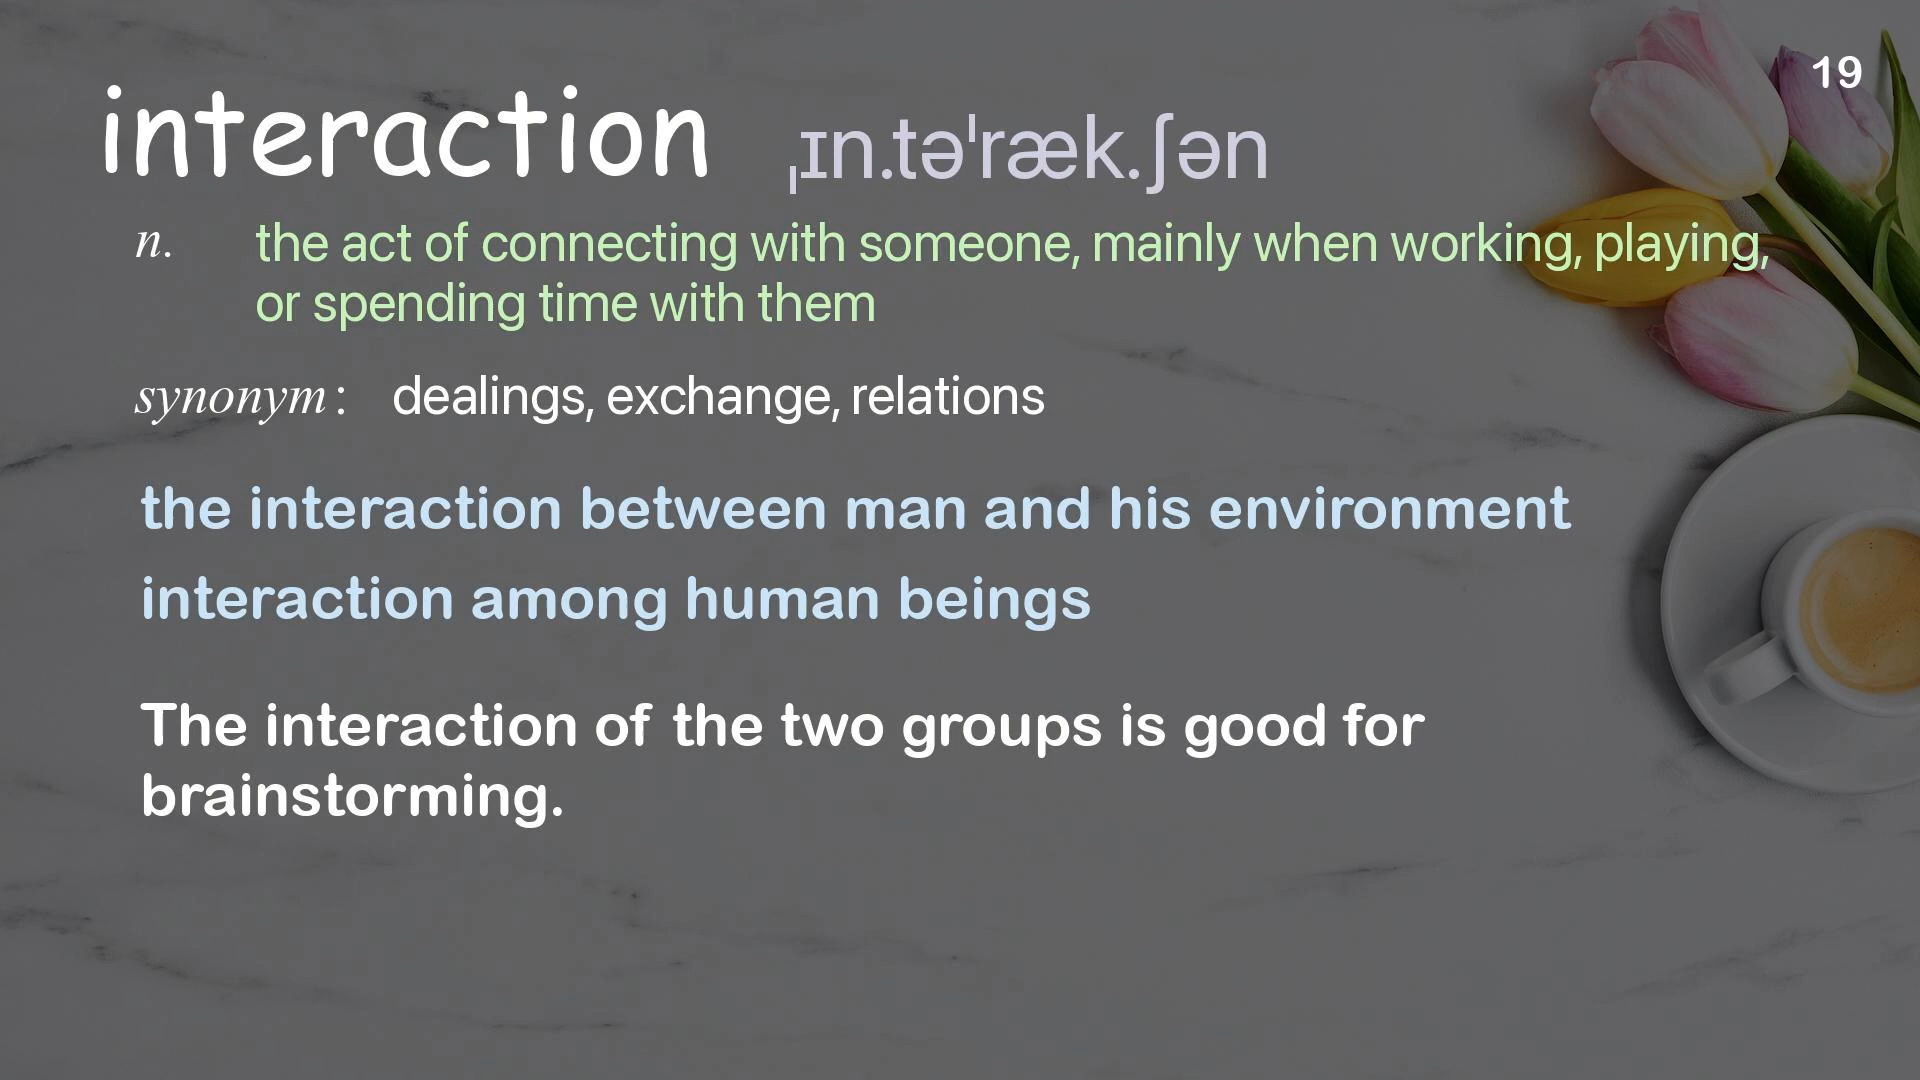 19
interaction ˌɪn.təˈræk.ʃən
n. the act of connecting with someone, mainly when working, playing,
or spending time with them
synonym : dealings, exchange, relations
the interaction between man and his environment
interaction among human beings
The interaction of the two groups is good for
brainstorming.